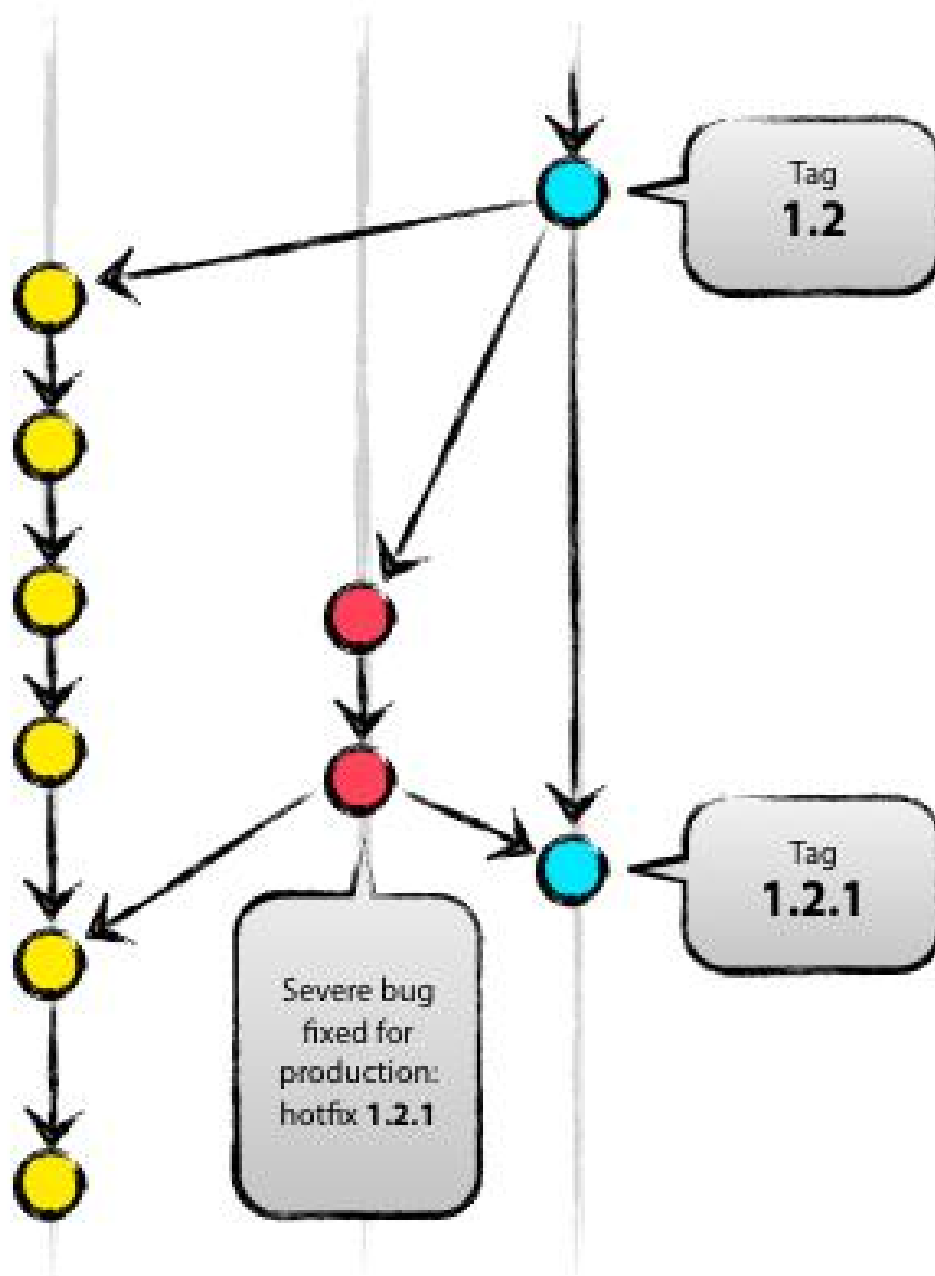 Tag
1.2
Tag
1.2.1
Severe bug
fixed for
production:
hotfix 1.2.1